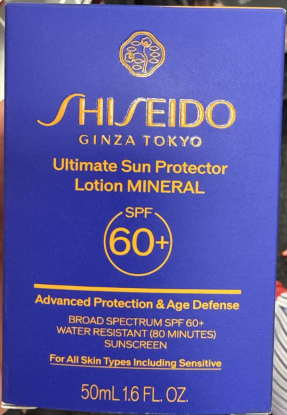 SHISEIDO
GINZA TOKYO
Ultimate Sun Protector
Lotion MINERAL
SPF
60+
Advanced Protection & Age Defense
BROAD SPECTRUM SPF 60+
WATER RESISTANT (80 MINUTES)
SUNSCREEN
For All Skin Types Including Sensitive
50mL 1.6 FL. OZ.